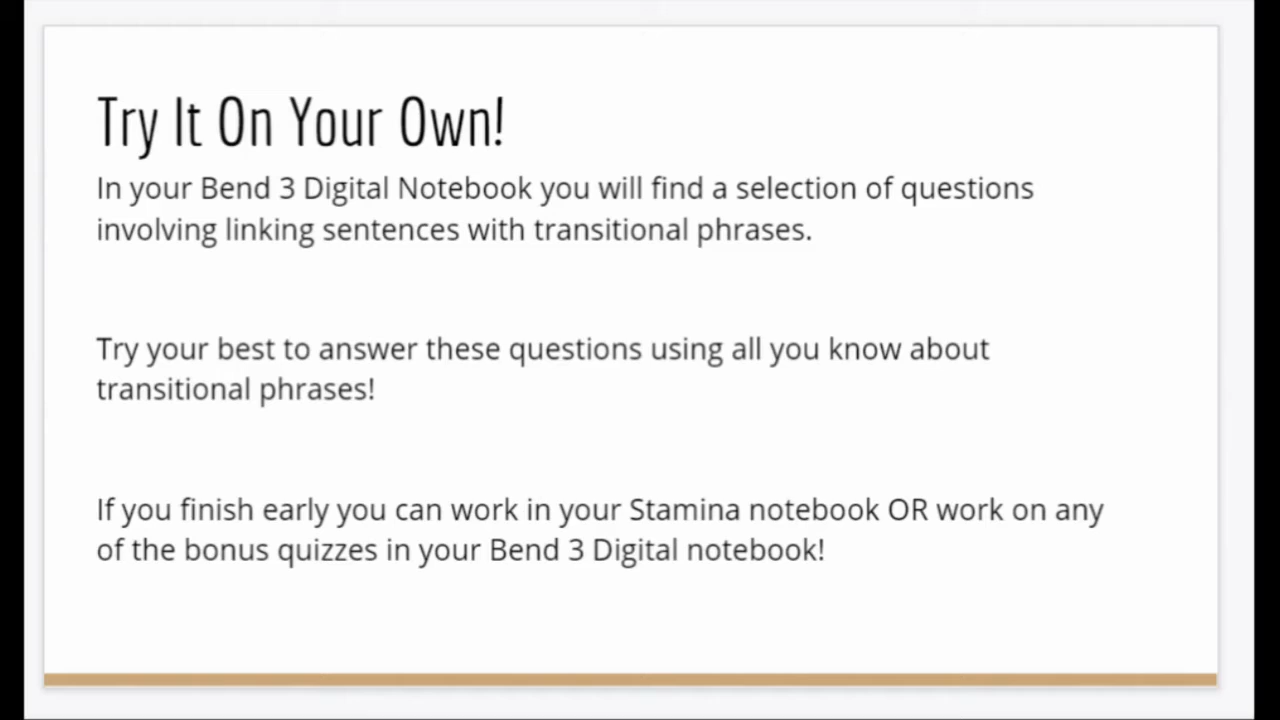 Try It On Your Own!
In your Bend 3 Digital Notebook you will find a selection of questions
involving linking sentences with transitional phrases.
Try your best to answer these questions using all you know about
transitional phrases!
If you finish early you can work in your Stamina notebook OR work on any
of the bonus quizzes in your Bend 3 Digital notebook!